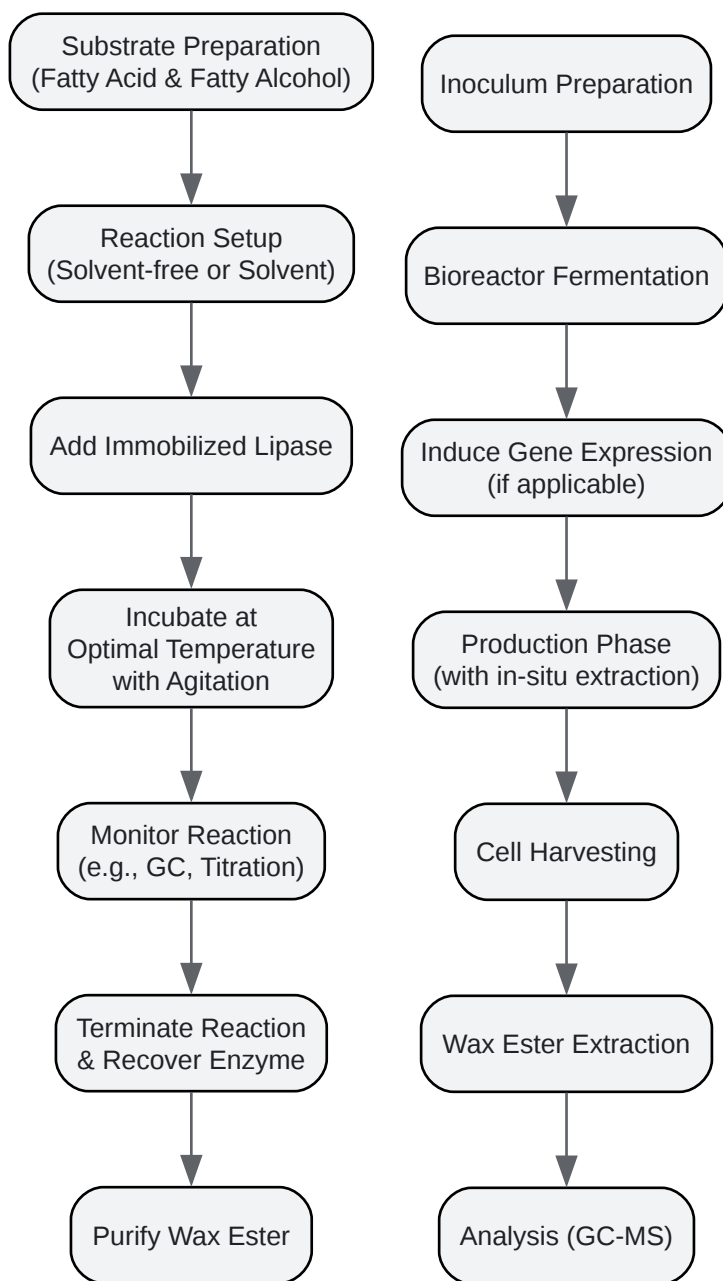 Substrate Preparation
(Fatty Acid & Fatty Alcohol)
Reaction Setup
(Solvent-free or Solvent)
Add Immobilized Lipase
Incubate at
Optimal Temperature
with Agitation
Monitor Reaction
(e.g., GC, Titration)
Terminate Reaction
& Recover Enzyme
Purify Wax Ester
Inoculum Preparation
Bioreactor Fermentation
Induce Gene Expression
(if applicable)
Production Phase
(with in-situ extraction)
Cell Harvesting
Wax Ester Extraction
Analysis (GC-MS)